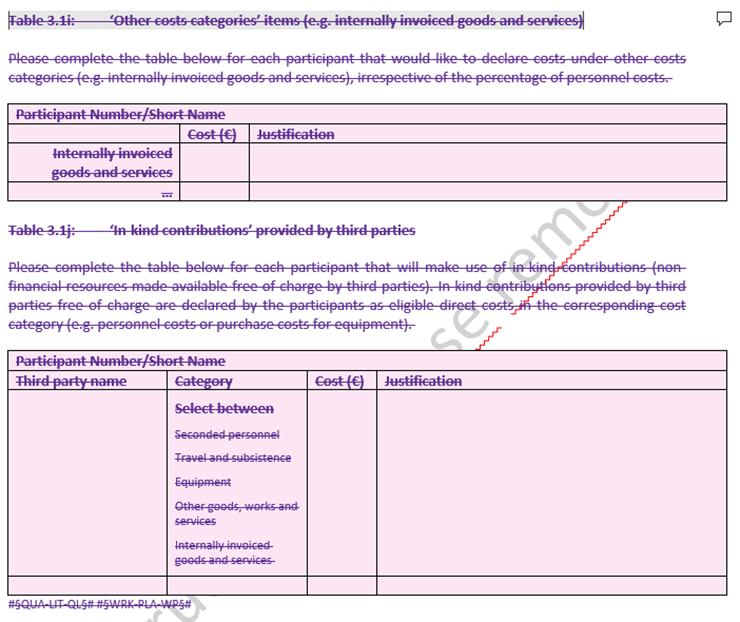 Table 3.1i: ‘Other costs categories’ items (e.g. internally invoiced goods and services)
Please complete the table below for each participant that would like to declare costs under other costs
categories (e.g. internally invoiced goods and services), irrespective of the percentage of personnel costs.
Participant Number/Short Name
Cost (€) Justification
Internally invoiced
goods and services
...
Table 3.1j: ‘In kind contributions’ provided by third parties
Please complete the table below for each participant that will make use of in kind contributions (non-
financial resources made available free of charge by third parties). In kind contributions provided by third
parties free of charge are declared by the participants as eligible direct costs in the corresponding cost
category (e.g. personnel costs or purchase costs for equipment).
Participant Number/Short Name
Third party name Category Cost (€) Justification
Select between
Seconded personnel
Travel and subsistence
Equipment
Other goods, works and
services
Internally invoiced
goods and services
#§QUA-LIT-QL§# #§WRK-PLA-WP§#